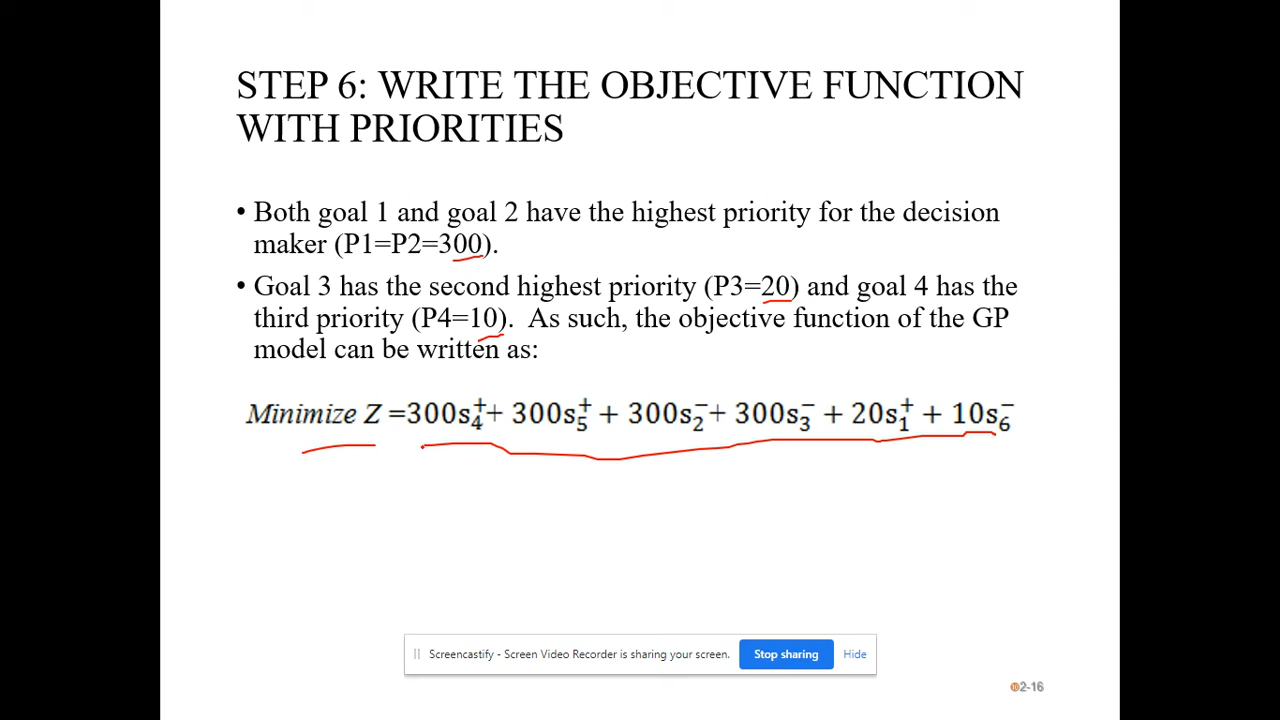 STEP 6: WRITE THE OBJECTIVE FUNCTION
WITH PRIORITIES
• Both goal 1 and goal 2 have the highest priority for the decision
maker (P1=P2=300).
• Goal 3 has the second highest priority (P3=20) and goal 4 has the
third priority (P4=10).  As such, the objective function of the GP
model can be written as:
Minimize Z =300s₄⁺+ 300s₅⁺ + 300s₂⁻+ 300s₃⁻ + 20s₁⁺ + 10s₆⁻
Screencastify - Screen Video Recorder is sharing your screen. Stop sharing Hide
2-16